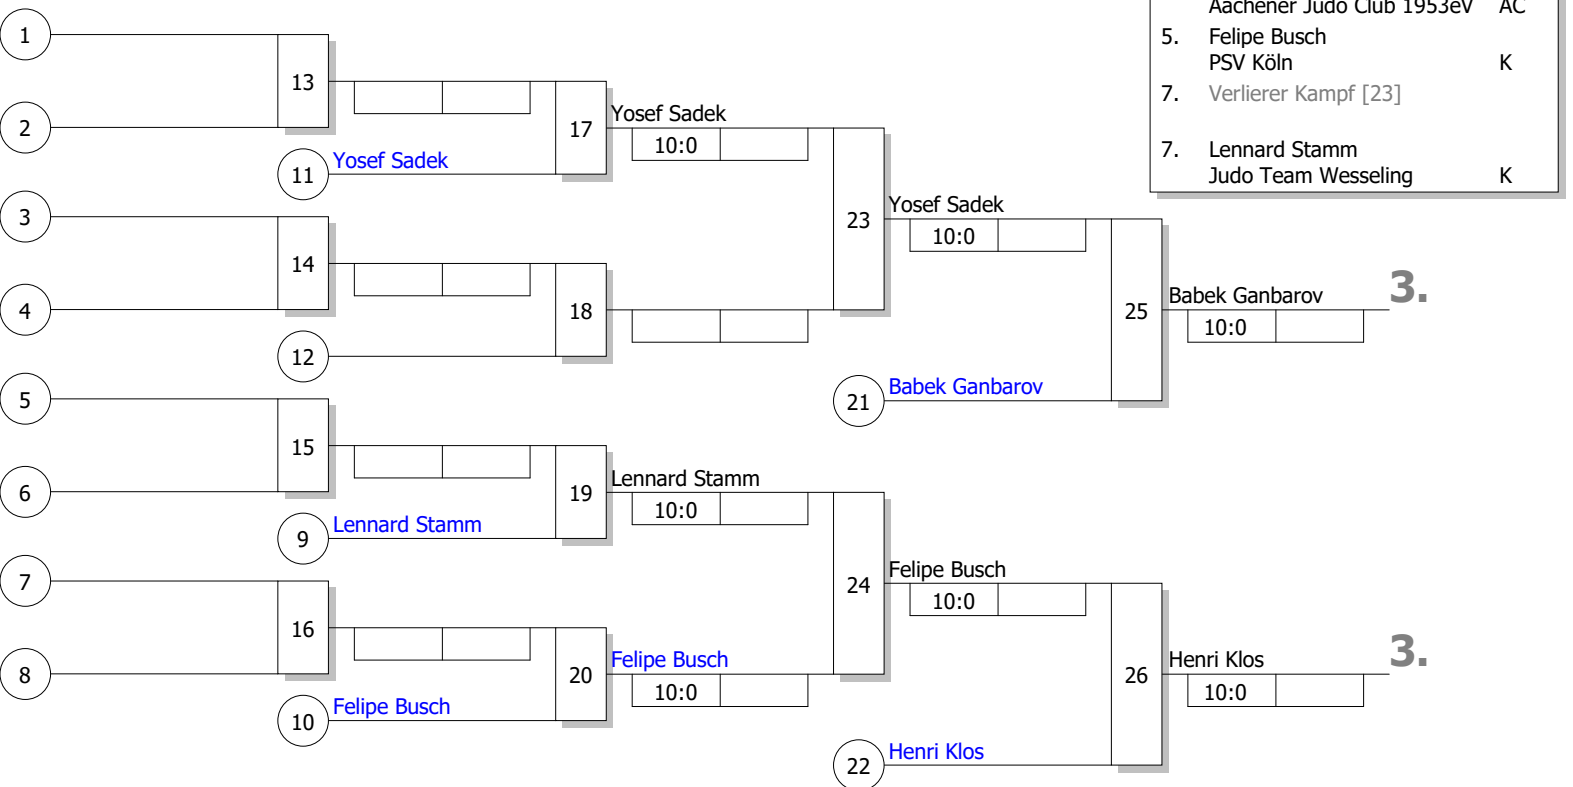 Aachener Judo Club 1953eV AC
5. Felipe Busch
PSV Köln K
7. Verlierer Kampf [23]
7. Lennard Stamm
Judo Team Wesseling K
1
13
2
17
Yosef Sadek
10:0
11
Yosef Sadek
3
23
Yosef Sadek
10:0
14
4
18
12
25
Babek Ganbarov
10:0
3.
21
Babek Ganbarov
5
15
6
19
Lennard Stamm
10:0
9
Lennard Stamm
7
24
Felipe Busch
10:0
16
8
20
Felipe Busch
10:0
10
Felipe Busch
26
Henri Klos
10:0
3.
22
Henri Klos